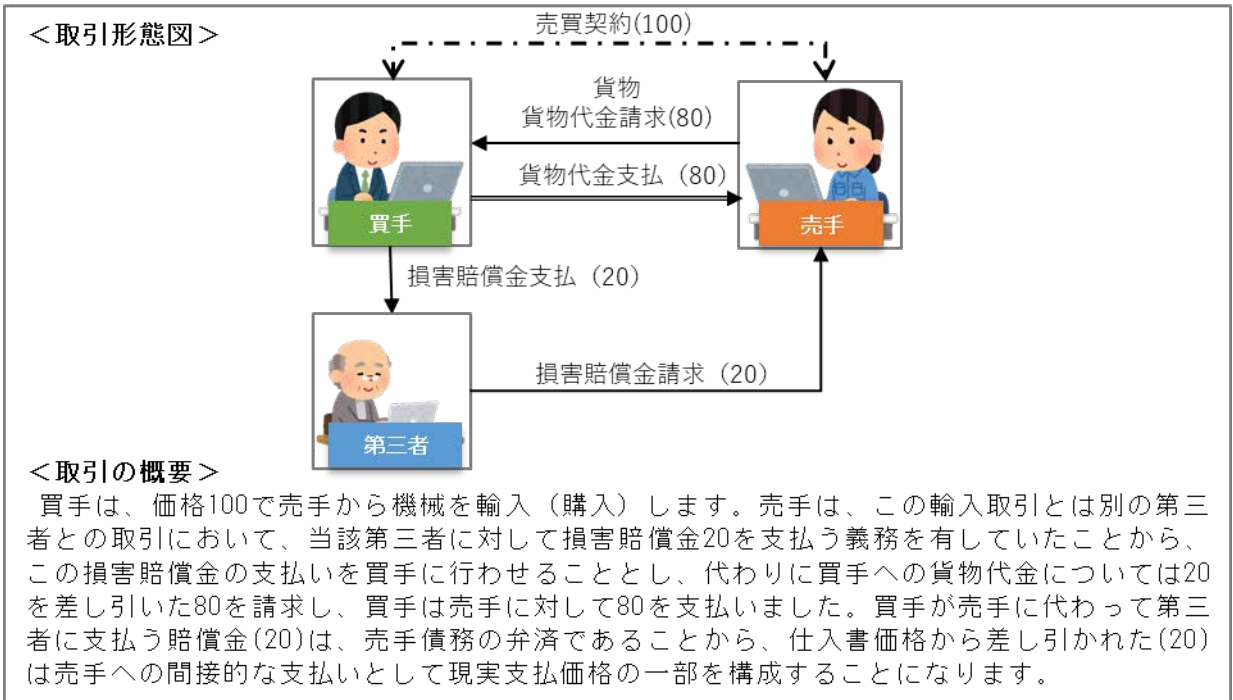 ＜取引形態図＞
売買契約(100)
貨物
貨物代金請求(80)
貨物代金支払（80）
買手
売手
損害賠償金支払（20）
損害賠償金請求（20）
第三者
＜取引の概要＞
買手は、価格100で売手から機械を輸入（購入）します。売手は、この輸入取引とは別の第三
者との取引において、当該第三者に対して損害賠償金20を支払う義務を有していたことから、
この損害賠償金の支払いを買手に行わせることとし、代わりに買手への貨物代金については20
を差し引いた80を請求し、買手は売手に対して80を支払いました。買手が売手に代わって第三
者に支払う賠償金(20)は、売手債務の弁済であることから、仕入書価格から差し引かれた(20)
は売手への間接的な支払いとして現実支払価格の一部を構成することになります。